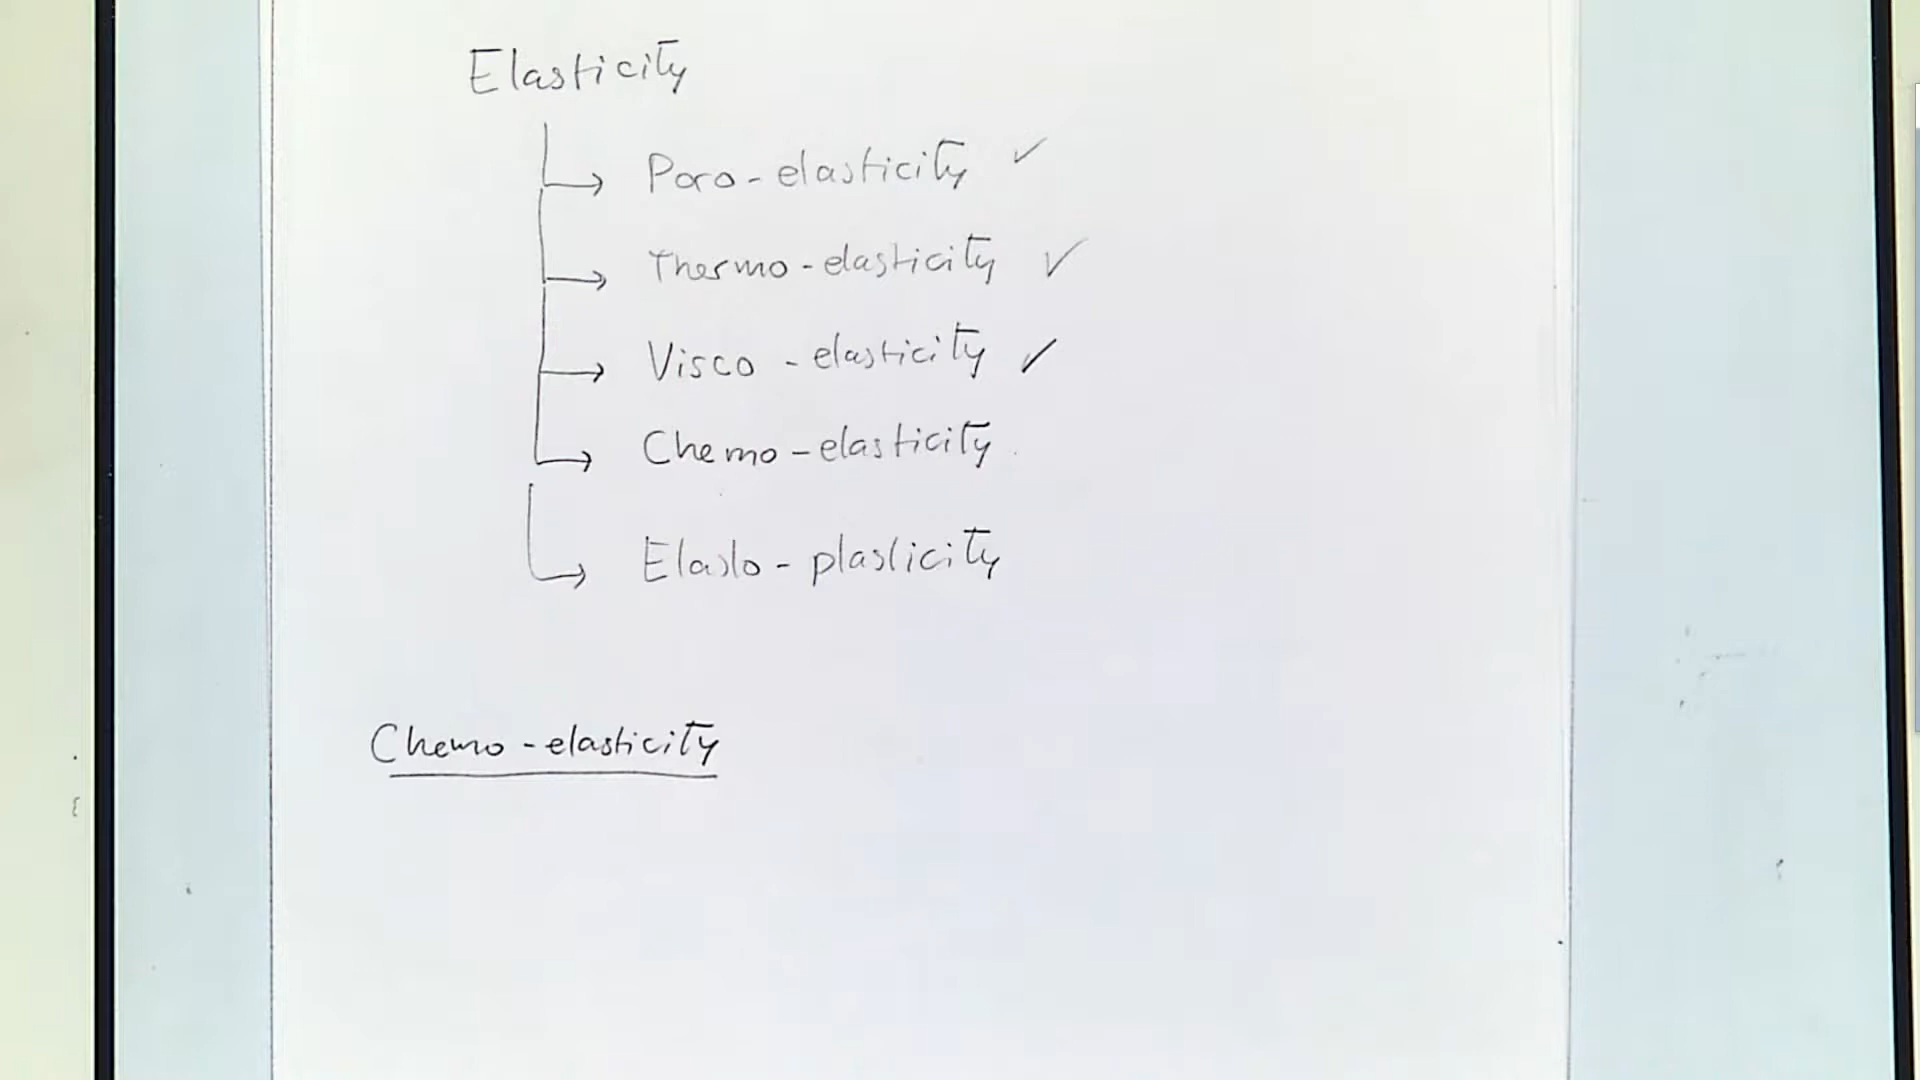 Elasticity
Poro-elasticity ✓
Thermo-elasticity ✓
Visco-elasticity ✓
Chemo-elasticity
Elasto-plasticity
Chemo-elasticity